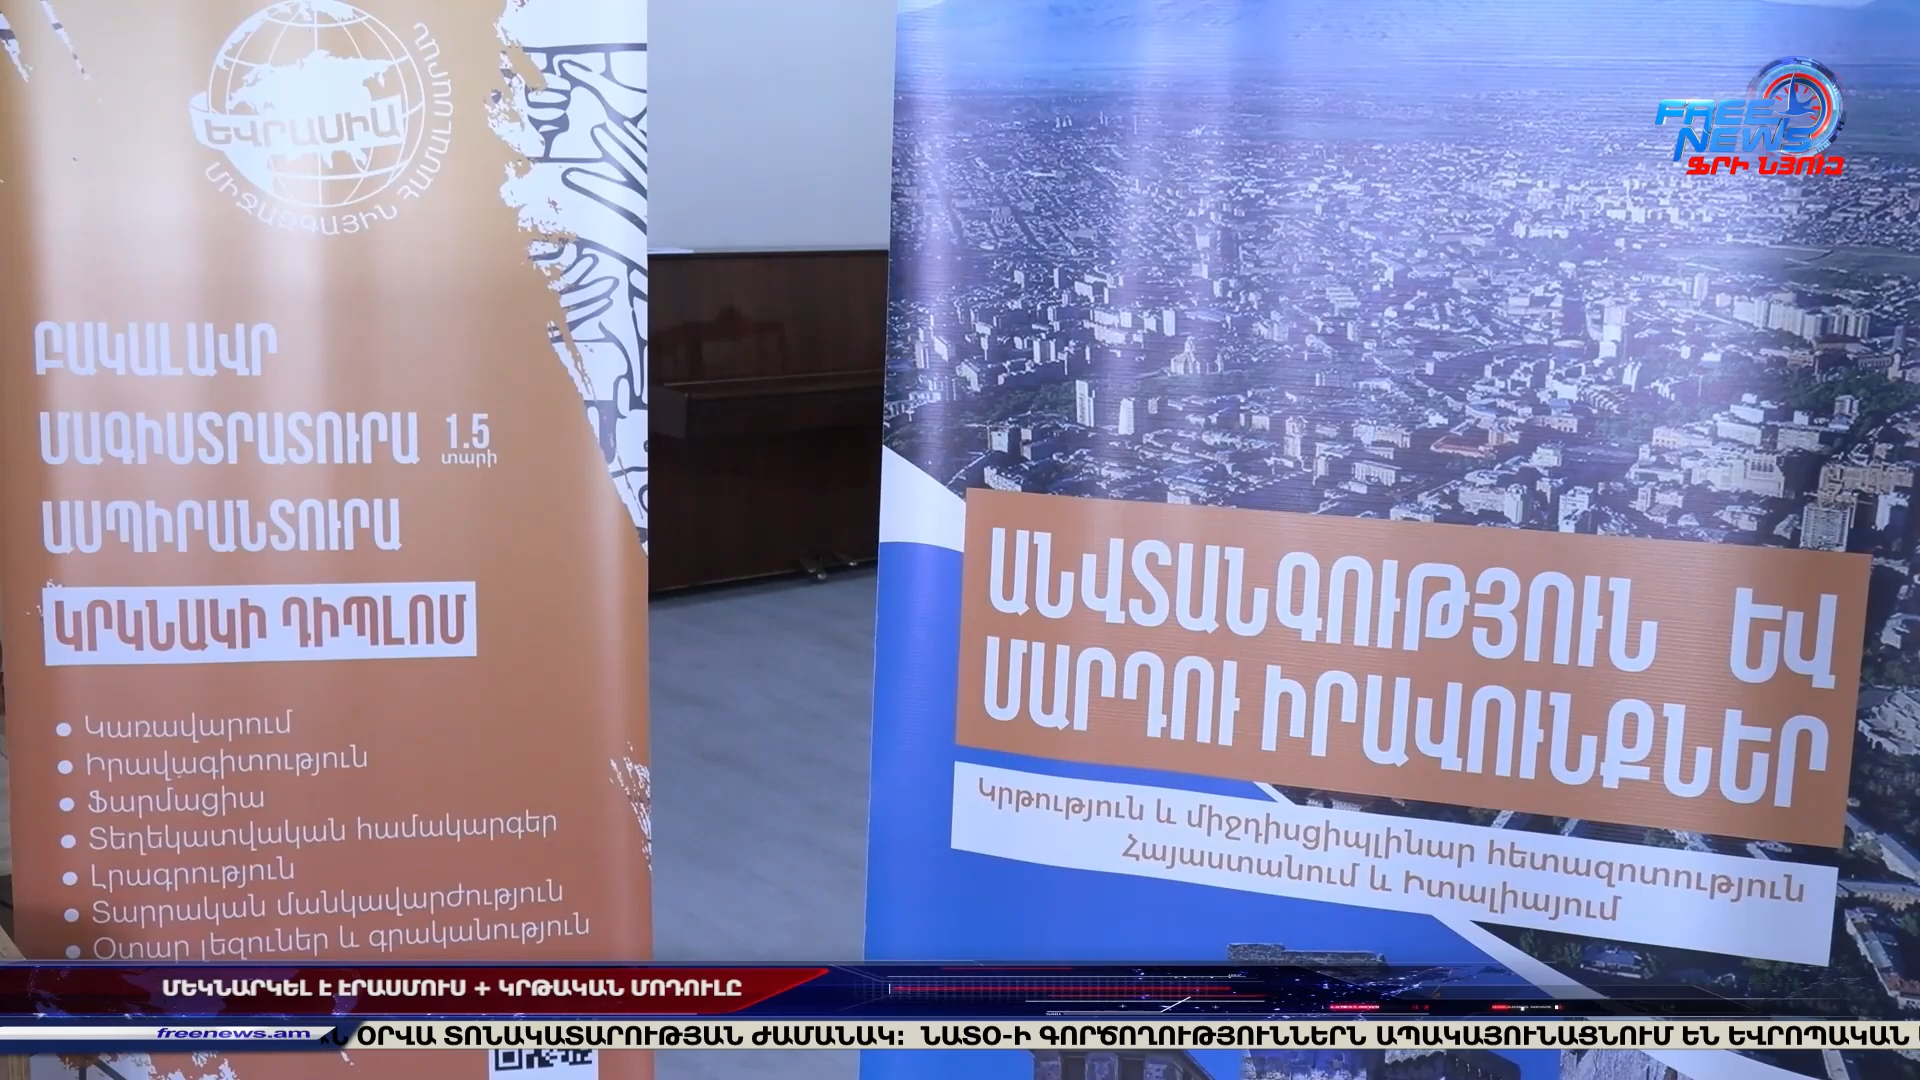 ԵՎՐԱՍԻԱ
ՄԻՋԱԶԳԱՅԻՆ ՀԱՄԱԼՍԱՐԱՆ
ԲԱԿԱԼԱՎՐ
ՄԱԳԻՍՏՐԱՏՈՒՐԱ 1.5 տարի
ԱՍՊԻՐԱՆՏՈՒՐԱ
ԿՐԿՆԱԿԻ ԴԻՊԼՈՄ
• Կառավարում
• Իրավագիտություն
• Ֆարմացիա
• Տեղեկատվական համակարգեր
• Լրագրություն
• Տարրական մանկավարժություն
• Օտար լեզուներ և գրականություն
FREE
NEWS
ՖՐԻ ՆՅՈՒԶ
ԱՆՎՏԱՆԳՈՒԹՅՈՒՆ ԵՎ
ՄԱՐԴՈՒ ԻՐԱՎՈՒՆՔՆԵՐ
Կրթություն և միջդիսցիպլինար հետազոտություն
Հայաստանում և Իտալիայում
ՄԵԿՆԱՐԿԵԼ Է ԷՐԱՍՄՈՒՍ + ԿՐԹԱԿԱՆ ՄՈԴՈՒԼԸ
freenews.am
ՕՐՎԱ ՏՈՆԱԿԱՏԱՐՈՒԹՅԱՆ ԺԱՄԱՆԱԿ: ՆԱՏՕ-Ի ԳՈՐԾՈՂՈՒԹՅՈՒՆՆԵՐՆ ԱՊԱԿԱՅՈՒՆԱՑՆՈՒՄ ԵՆ ԵՎՐՈՊԱԿԱՆ